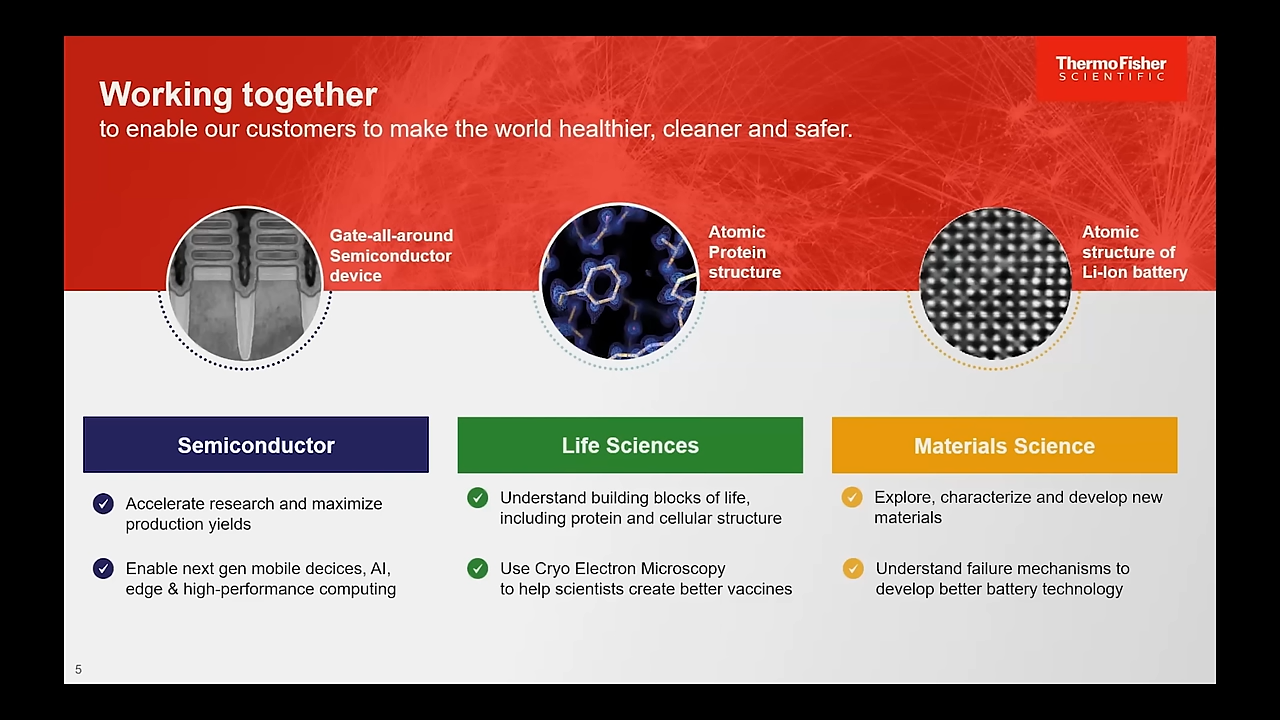 ThermoFisher
SCIENTIFIC
Working together
to enable our customers to make the world healthier, cleaner and safer.
Gate-all-around
Semiconductor
device
Atomic
Protein
structure
Atomic
structure of
Li-Ion battery
Semiconductor
Accelerate research and maximize
production yields
Enable next gen mobile decices, AI,
edge & high-performance computing
Life Sciences
Understand building blocks of life,
including protein and cellular structure
Use Cryo Electron Microscopy
to help scientists create better vaccines
Materials Science
Explore, characterize and develop new
materials
Understand failure mechanisms to
develop better battery technology
5